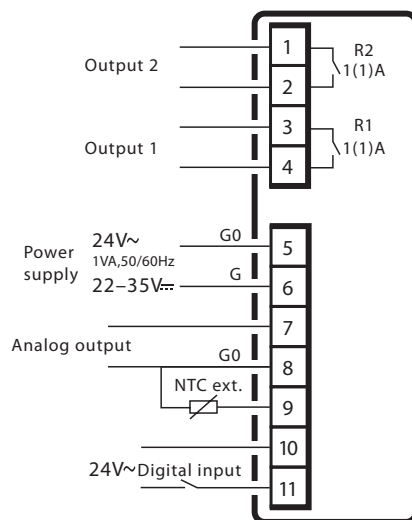 1
R2
Output 2
1(1)A
2
3
R1
Output 1
1(1)A
4
24V~
G0
5
Power
supply
1VA,50/60Hz
22–35V⎓
G
6
7
Analog output
G0
8
NTC ext.
9
10
24V~Digital input
11